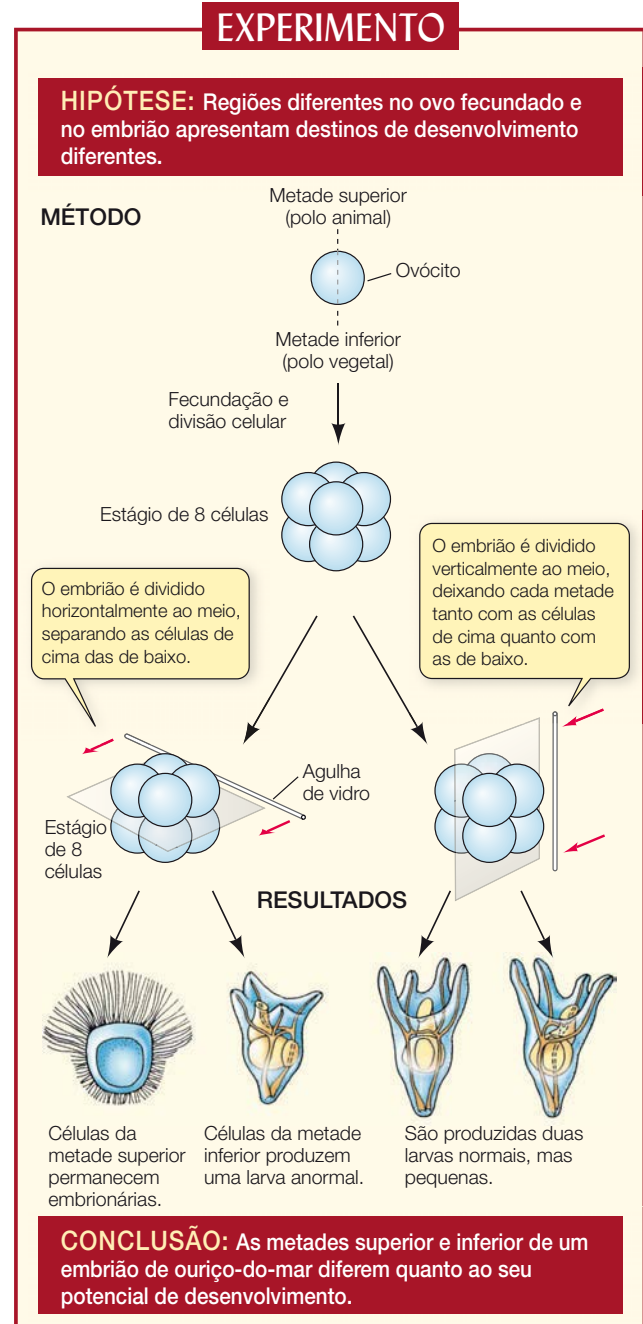 EXPERIMENTO
HIPÓTESE: Regiões diferentes no ovo fecundado e
no embrião apresentam destinos de desenvolvimento
diferentes.
MÉTODO
Metade superior
(polo animal)
Ovócito
Metade inferior
(polo vegetal)
Fecundação e
divisão celular
Estágio de 8 células
O embrião é dividido
horizontalmente ao meio,
separando as células de
cima das de baixo.
O embrião é dividido
verticalmente ao meio,
deixando cada metade
tanto com as células
de cima quanto com
as de baixo.
Agulha
de vidro
Estágio
de 8
células
RESULTADOS
Células da
metade superior
permanecem
embrionárias.
Células da metade
inferior produzem
uma larva anormal.
São produzidas duas
larvas normais, mas
pequenas.
CONCLUSÃO: As metades superior e inferior de um
embrião de ouriço-do-mar diferem quanto ao seu
potencial de desenvolvimento.